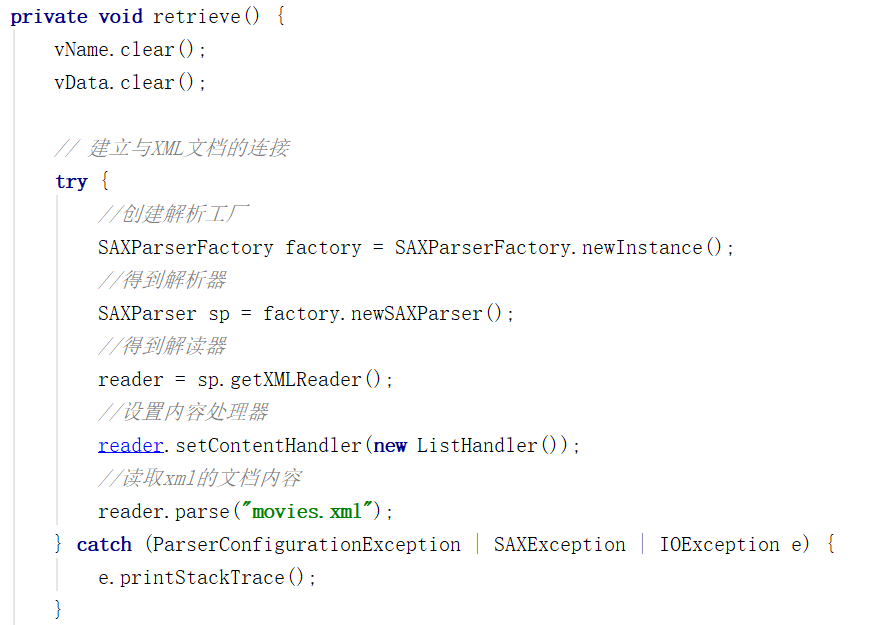 private void retrieve() {
    vName.clear();
    vData.clear();

    // 建立与XML文档的连接
    try {
        //创建解析工厂
        SAXParserFactory factory = SAXParserFactory.newInstance();
        //得到解析器
        SAXParser sp = factory.newSAXParser();
        //得到解读器
        reader = sp.getXMLReader();
        //设置内容处理器
        reader.setContentHandler(new ListHandler());
        //读取xml的文档内容
        reader.parse("movies.xml");
    } catch (ParserConfigurationException | SAXException | IOException e) {
        e.printStackTrace();
    }